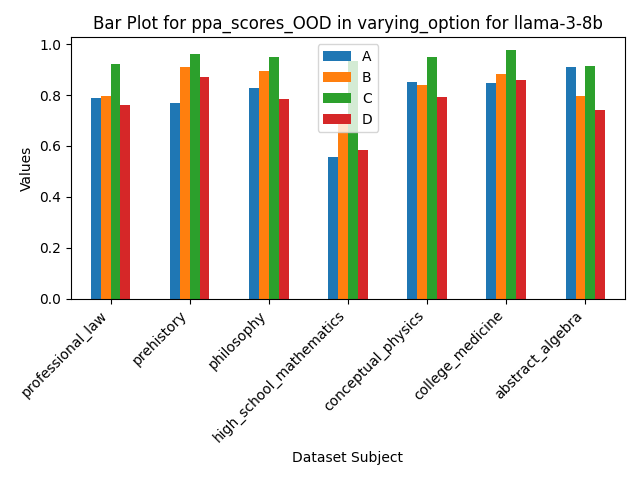 Bar Plot for ppa_scores_OOD in varying_option for llama-3-8b
A
B
C
D
Values
1.0
0.8
0.6
0.4
0.2
0.0
professional_law
prehistory
philosophy
high_school_mathematics
conceptual_physics
college_medicine
abstract_algebra
Dataset Subject